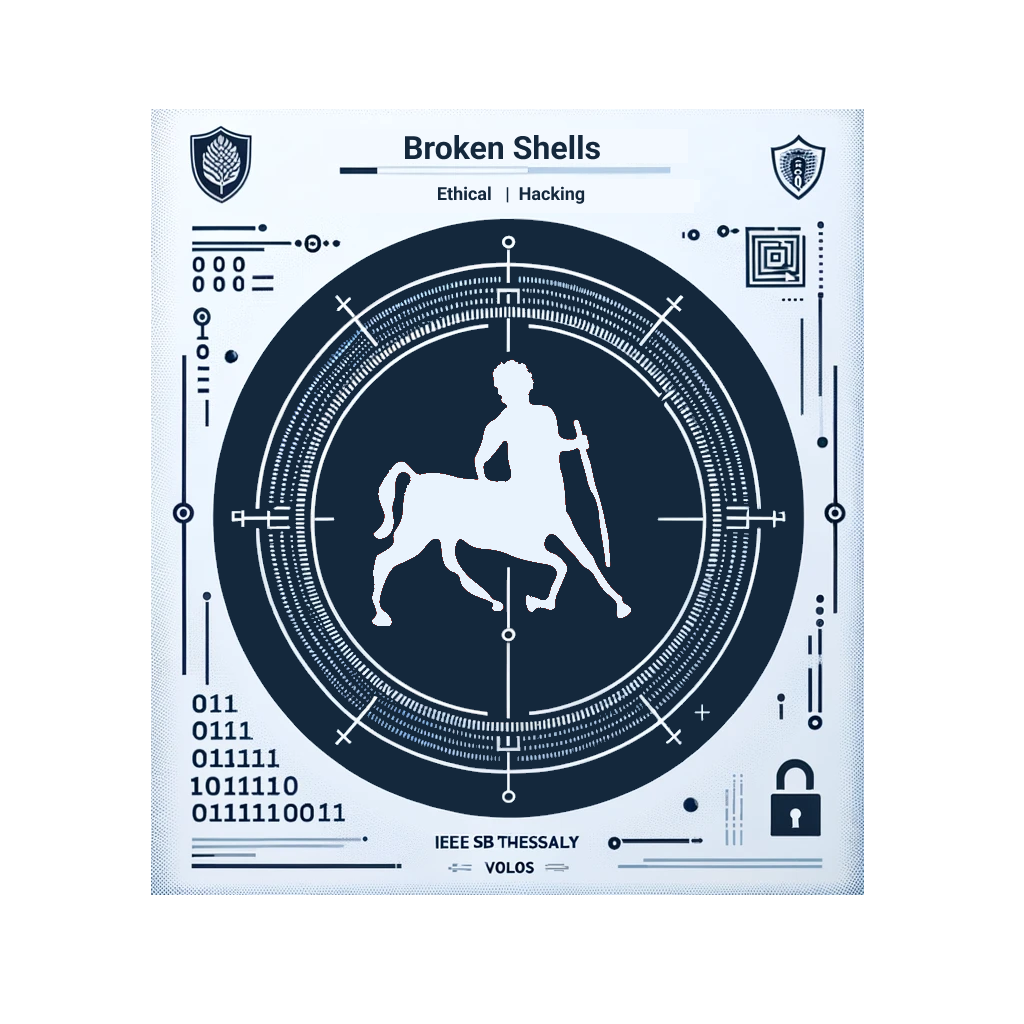 Broken Shells
Ethical | Hacking
000
000
011
0111
011111
1011110
0111110011
IEEE SB THESSALY
VOLOS